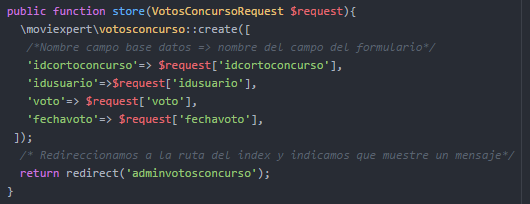 public function store(VotosConcursoRequest $request){
\moviexpert\votosconcurso::create([
/*Nombre campo base datos => nombre del campo del formulario*/
'idcortoconcurso'=> $request['idcortoconcurso'],
'idusuario'=>$request['idusuario'],
'voto'=> $request['voto'],
'fechavoto'=> $request['fechavoto'],
]);
/* Redireccionamos a la ruta del index y indicamos que muestre un mensaje*/
return redirect('adminvotosconcurso');
}